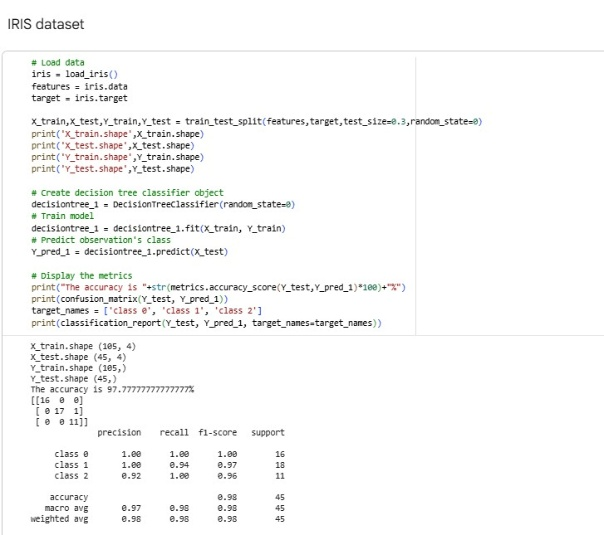 IRIS dataset
# Load data
iris = load_iris()
features = iris.data
target = iris.target
X_train,X_test,Y_train,Y_test = train_test_split(features,target,test_size=0.3,random_state=0)
print('X_train.shape',X_train.shape)
print('X_test.shape',X_test.shape)
print('Y_train.shape',Y_train.shape)
print('Y_test.shape',Y_test.shape)
# Create decision tree classifier object
decisiontree_1 = DecisionTreeClassifier(random_state=0)
# Train model
decisiontree_1 = decisiontree_1.fit(X_train, Y_train)
# Predict observation's class
Y_pred_1 = decisiontree_1.predict(X_test)
# Display the metrics
print("The accuracy is "+str(metrics.accuracy_score(Y_test,Y_pred_1)*100)+"%")
print(confusion_matrix(Y_test, Y_pred_1))
target_names = ['class 0', 'class 1', 'class 2']
print(classification_report(Y_test, Y_pred_1, target_names=target_names))
X_train.shape (105, 4)
X_test.shape (45, 4)
Y_train.shape (105,)
Y_test.shape (45,)
The accuracy is 97.77777777777777%
[[16 0 0]
[ 0 17 1]
[ 0 0 11]]
precision recall f1-score support
class 0 1.00 1.00 1.00 16
class 1 1.00 0.94 0.97 18
class 2 0.92 1.00 0.96 11
accuracy 0.98 45
macro avg 0.97 0.98 0.98 45
weighted avg 0.98 0.98 0.98 45